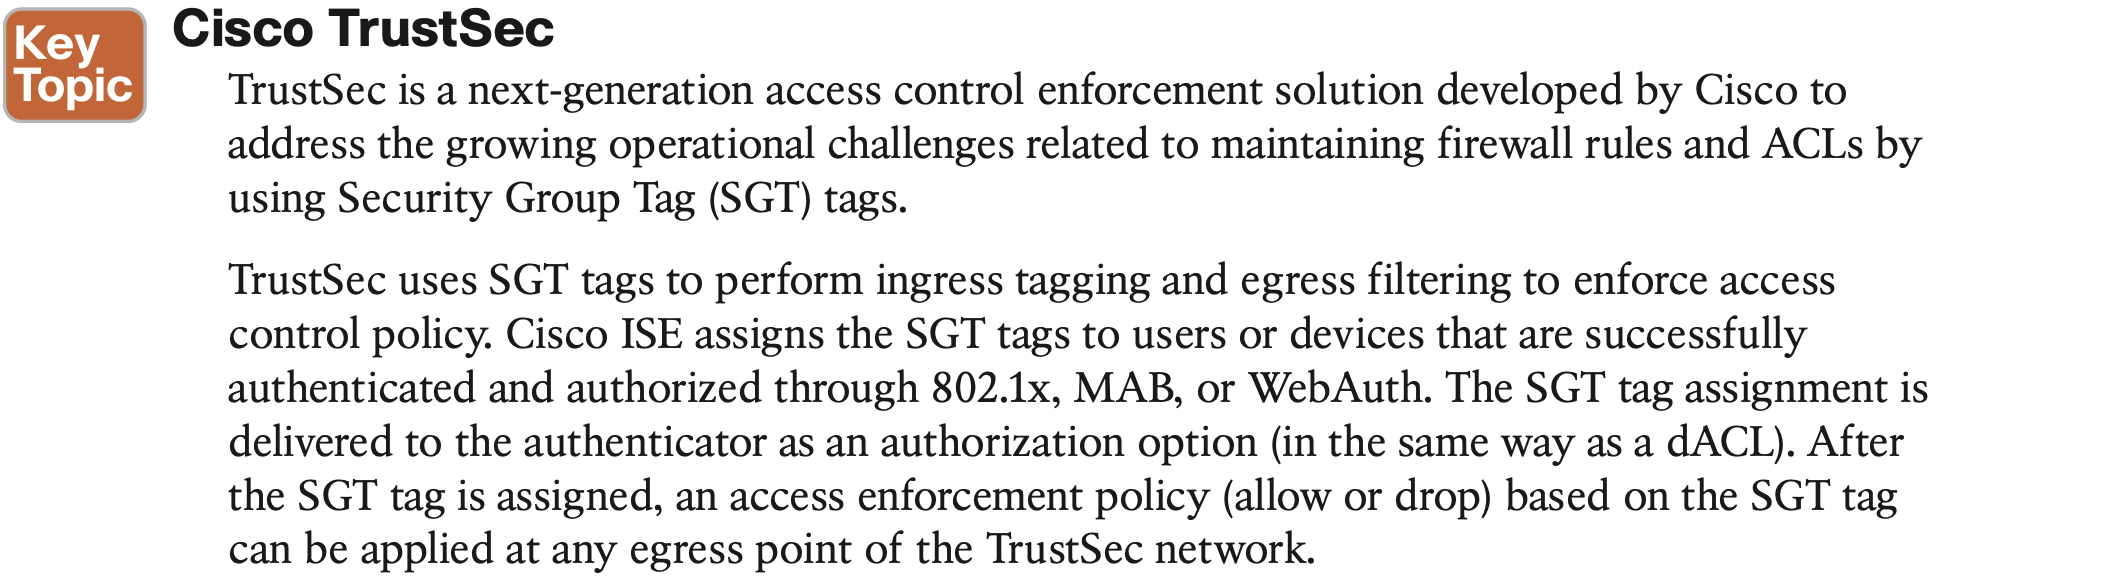 Key
Topic
Cisco TrustSec
TrustSec is a next-generation access control enforcement solution developed by Cisco to
address the growing operational challenges related to maintaining firewall rules and ACLs by
using Security Group Tag (SGT) tags.
TrustSec uses SGT tags to perform ingress tagging and egress filtering to enforce access
control policy. Cisco ISE assigns the SGT tags to users or devices that are successfully
authenticated and authorized through 802.1x, MAB, or WebAuth. The SGT tag assignment is
delivered to the authenticator as an authorization option (in the same way as a dACL). After
the SGT tag is assigned, an access enforcement policy (allow or drop) based on the SGT tag
can be applied at any egress point of the TrustSec network.